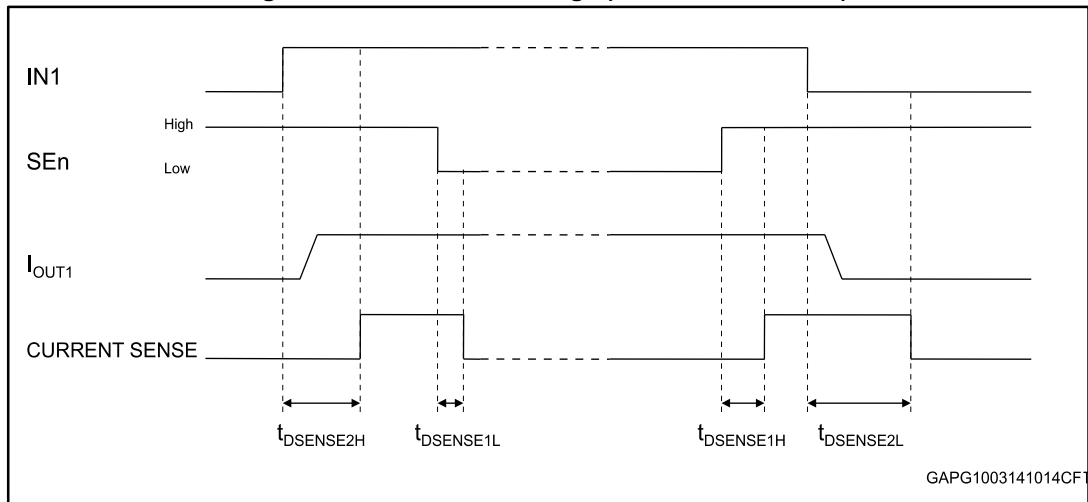 IN1
High
SEn
Low
IOUT1
CURRENT SENSE
tDSENSE2H
tDSENSE1L
tDSENSE1H
tDSENSE2L
GAPG1003141014CFT